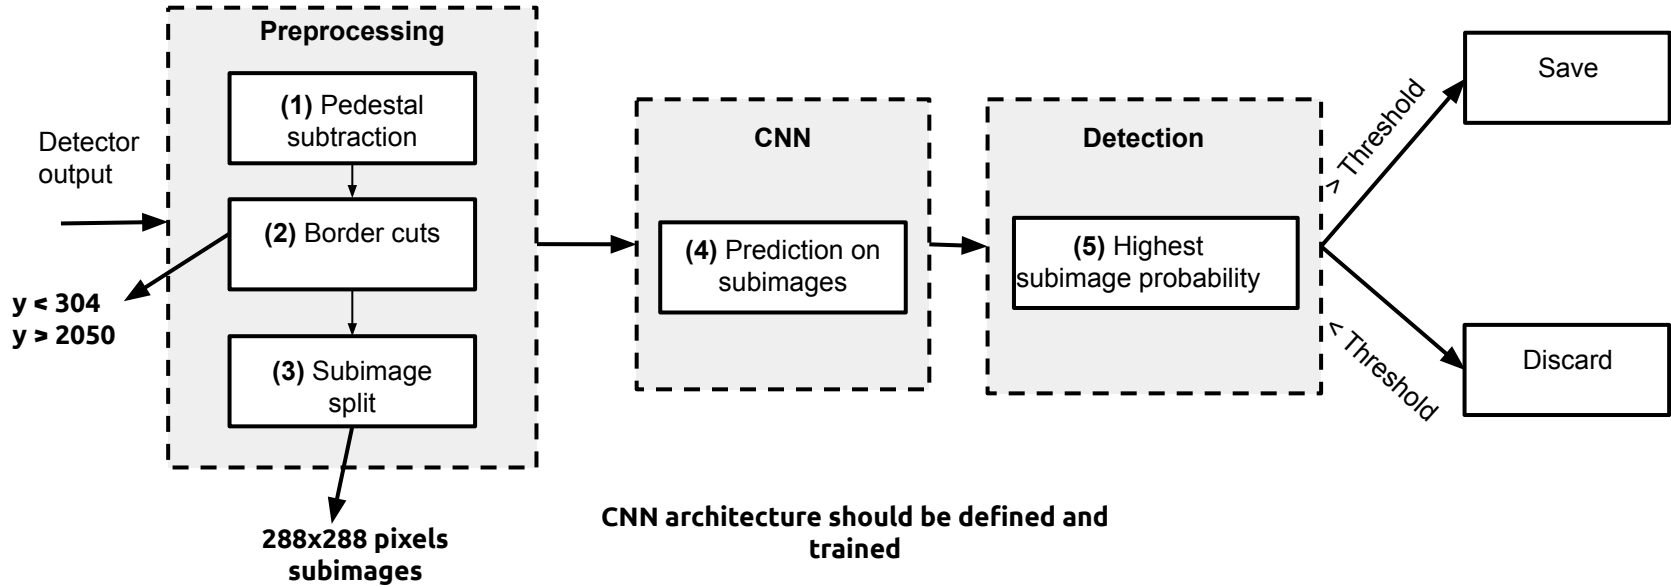 Preprocessing
(1) Pedestal
subtraction
Detector
output
(2) Border cuts
y < 304
y > 2050
(3) Subimage
split
288x288 pixels
subimages
CNN
(4) Prediction on
subimages
CNN architecture should be defined and
trained
Detection
(5) Highest
subimage probability
> Threshold
< Threshold
Save
Discard